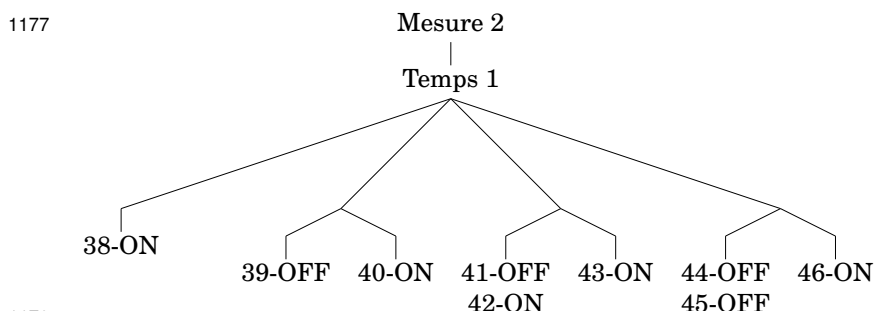 1177
Mesure 2
Temps 1
38-ON
39-OFF 40-ON 41-OFF 43-ON 44-OFF 46-ON
42-ON 45-OFF